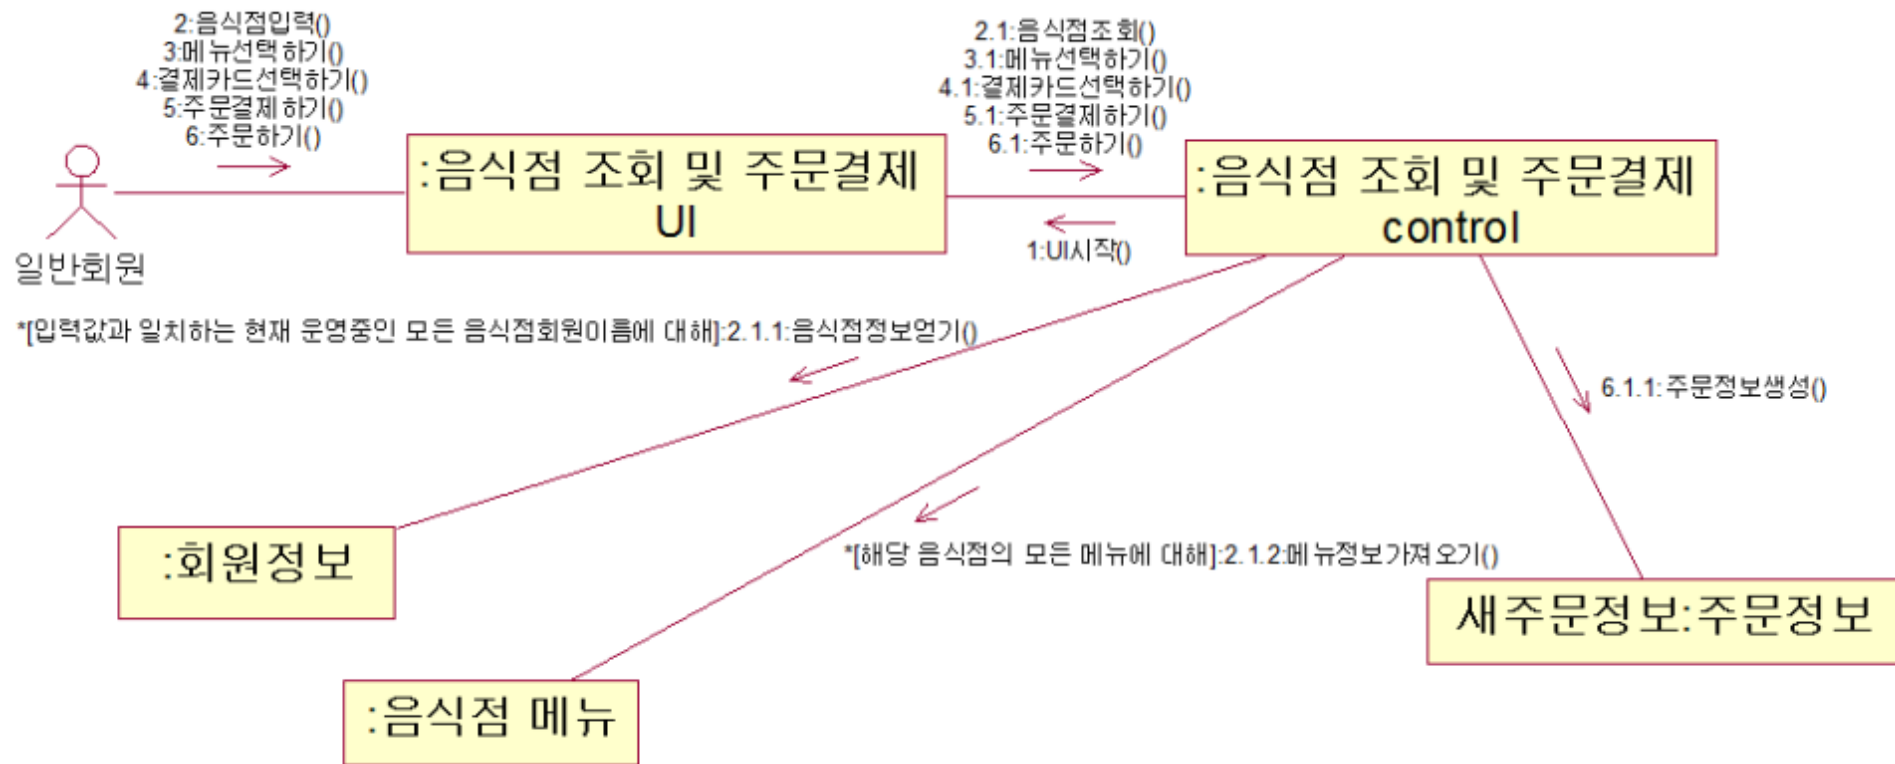 2:음식점입력()
3:메뉴선택하기()
4:결제카드선택하기()
5:주문결제하기()
6:주문하기()
2.1:음식점조회()
3.1:메뉴선택하기()
4.1:결제카드선택하기()
5.1:주문결제하기()
6.1:주문하기()
:음식점 조회 및 주문결제
UI
:음식점 조회 및 주문결제
control
1:UI시작()
일반회원
*[입력값과 일치하는 현재 운영중인 모든 음식점회원이름에 대해]:2.1.1:음식점정보얻기()
6.1.1:주문정보생성()
:회원정보
*[해당 음식점의 모든 메뉴에 대해]:2.1.2:메뉴정보가져오기()
새주문정보:주문정보
:음식점 메뉴